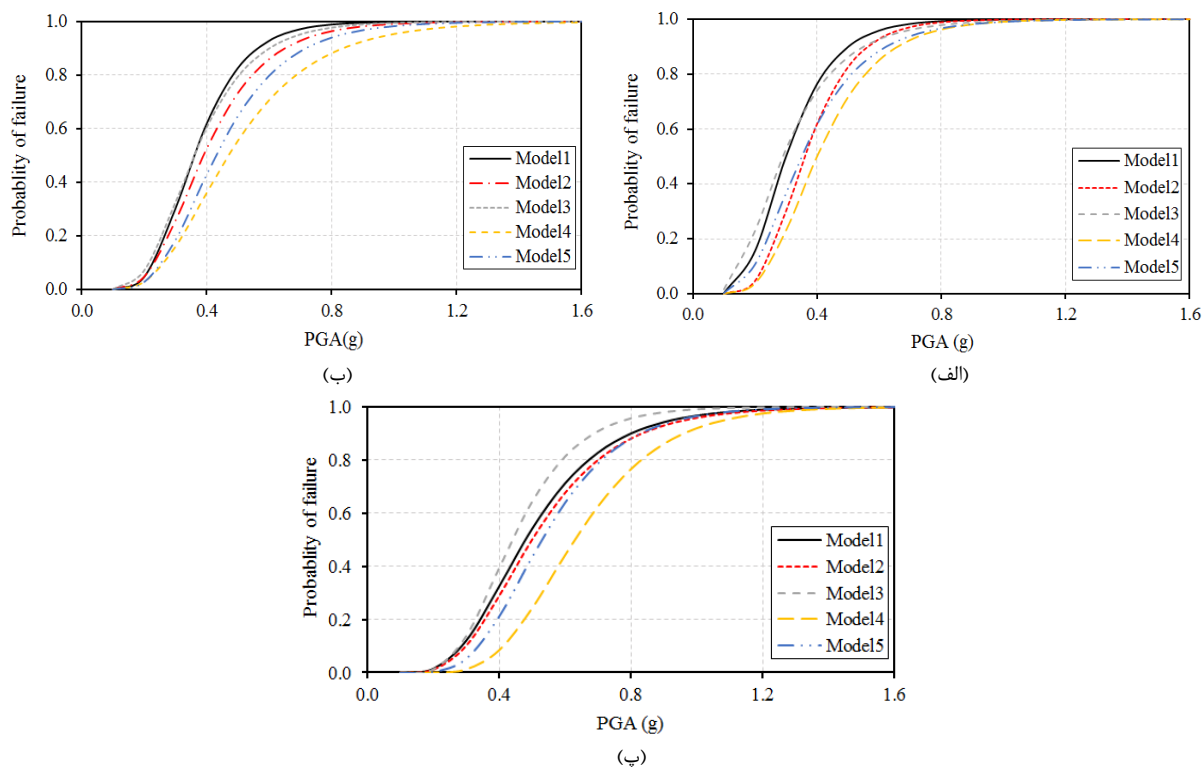 Probablity of failure
1.0
0.8
0.6
0.4
0.2
0.0
0.0 0.4 0.8 1.2 1.6
PGA(g)
Model1
Model2
Model3
Model4
Model5
(ب)
Probablity of failure
1.0
0.8
0.6
0.4
0.2
0.0
0.0 0.4 0.8 1.2 1.6
PGA (g)
Model1
Model2
Model3
Model4
Model5
(الف)
Probablity of failure
1.0
0.8
0.6
0.4
0.2
0.0
0.0 0.4 0.8 1.2 1.6
PGA (g)
Model1
Model2
Model3
Model4
Model5
(پ)